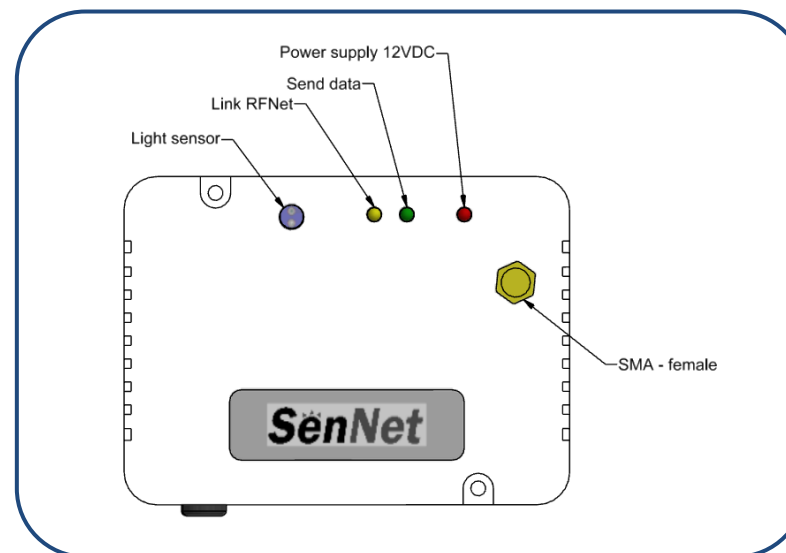 Power supply 12VDC
Send data
Link RFNet
Light sensor
SMA - female
SenNet